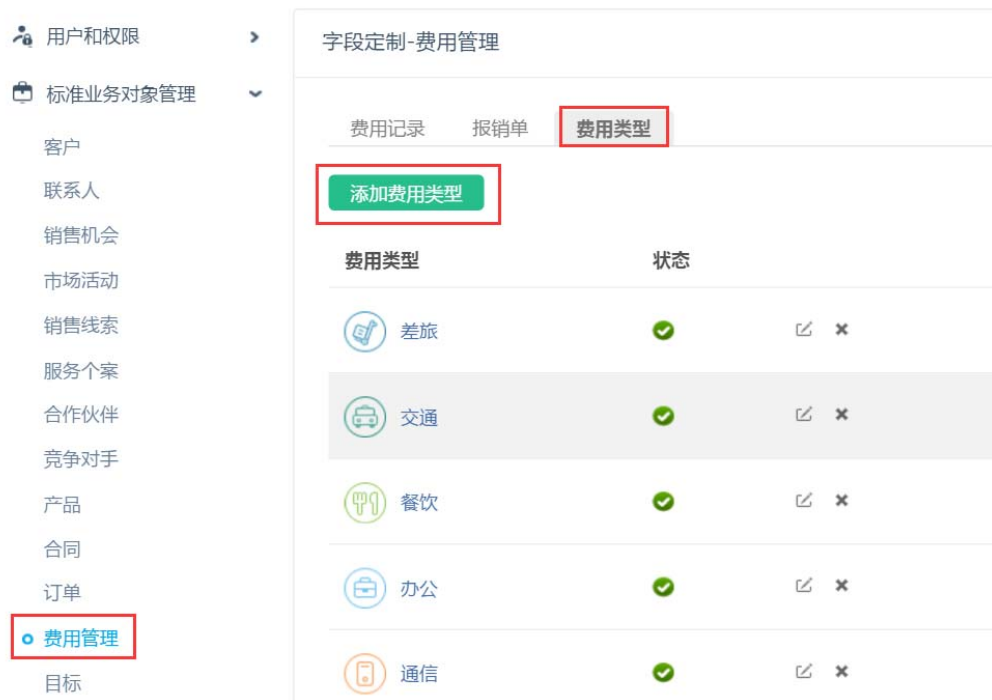 用户和权限
标准业务对象管理
客户
联系人
销售机会
市场活动
销售线索
服务个案
合作伙伴
竞争对手
产品
合同
订单
费用管理
目标
字段定制-费用管理
费用记录 报销单 费用类型
添加费用类型
费用类型 状态
差旅
交通
餐饮
办公
通信